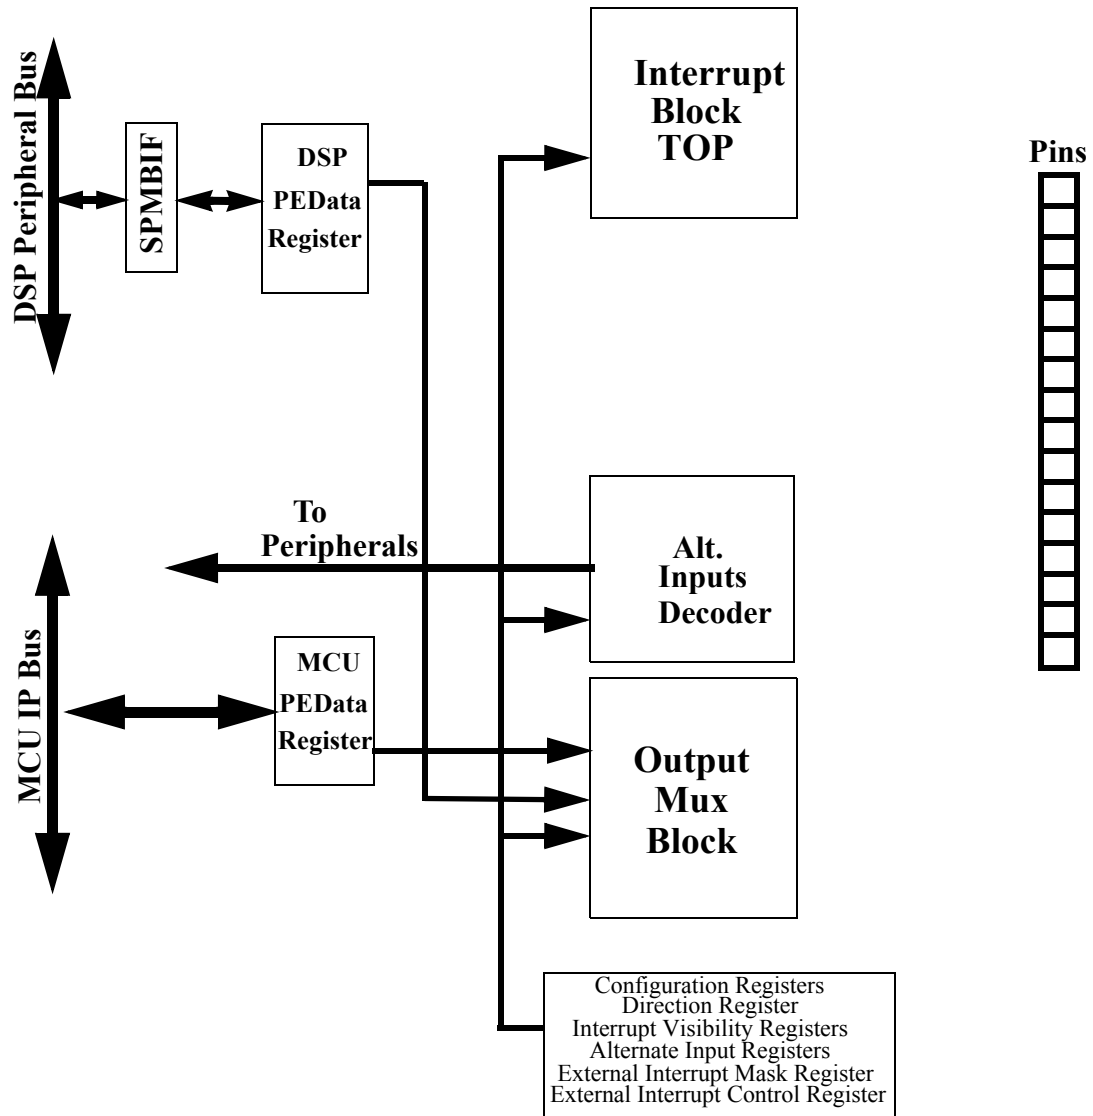 Interrupt
Block
TOP
Pins
DSP Peripheral Bus
SPMBIF
DSP
PEData
Register
To
Peripherals
Alt.
Inputs
Decoder
MCU IP Bus
MCU
PEData
Register
Output
Mux
Block
Configuration Registers
Direction Register
Interrupt Visibility Registers
Alternate Input Registers
External Interrupt Mask Register
External Interrupt Control Register